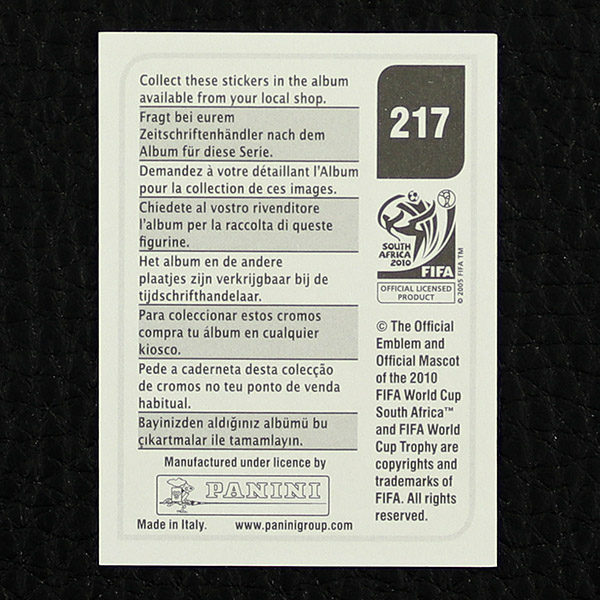 Collect these stickers in the album
available from your local shop.
Fragt bei eurem
Zeitschriftenhändler nach dem
Album für diese Serie.
Demandez à votre détaillant l'Album
pour la collection de ces images.
Chiedete al vostro rivenditore
l'album per la raccolta di queste
figurine.
Het album en de andere
plaatjes zijn verkrijgbaar bij de
tijdschrifthandelaar.
Para coleccionar estos cromos
compra tu álbum en cualquier
kiosco.
Pede a caderneta desta colecção
de cromos no teu ponto de venda
habitual.
Bayinizden aldığınız albümü bu
çıkartmalar ile tamamlayın.
Manufactured under licence by
PANINI
Made in Italy. www.paninigroup.com
217
SOUTH
AFRICA
2010
FIFA
OFFICIAL LICENSED
PRODUCT
© 2005 FIFA TM
© The Official
Emblem and
Official Mascot
of the 2010
FIFA World Cup
South Africa™
and FIFA World
Cup Trophy are
copyrights and
trademarks of
FIFA. All rights
reserved.